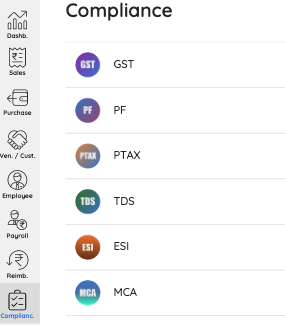 Compliance
Dashb.
Sales
Purchase
Ven. / Cust.
Employee
Payroll
Reimb.
Complianc.
GST GST
PF PF
PTAX PTAX
TDS TDS
ESI ESI
MCA MCA